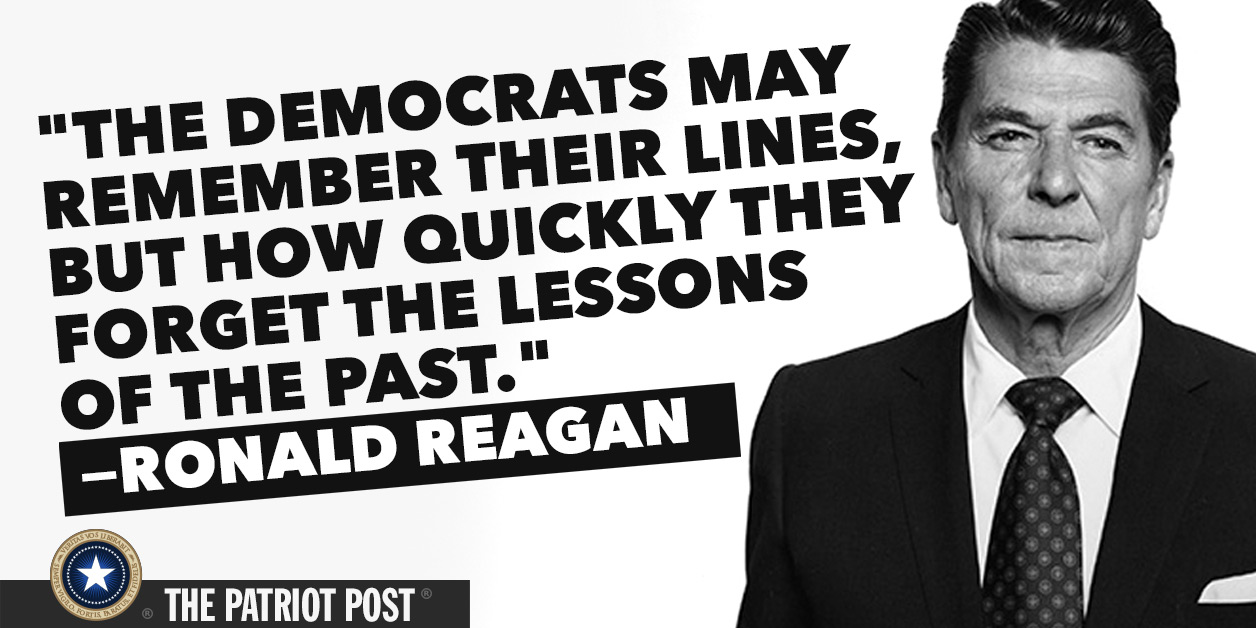 "THE DEMOCRATS MAY
REMEMBER THEIR LINES,
BUT HOW QUICKLY THEY
FORGET THE LESSONS
OF THE PAST."
–RONALD REAGAN
VERITAS VOS LIBERABIT
® THE PATRIOT POST ®